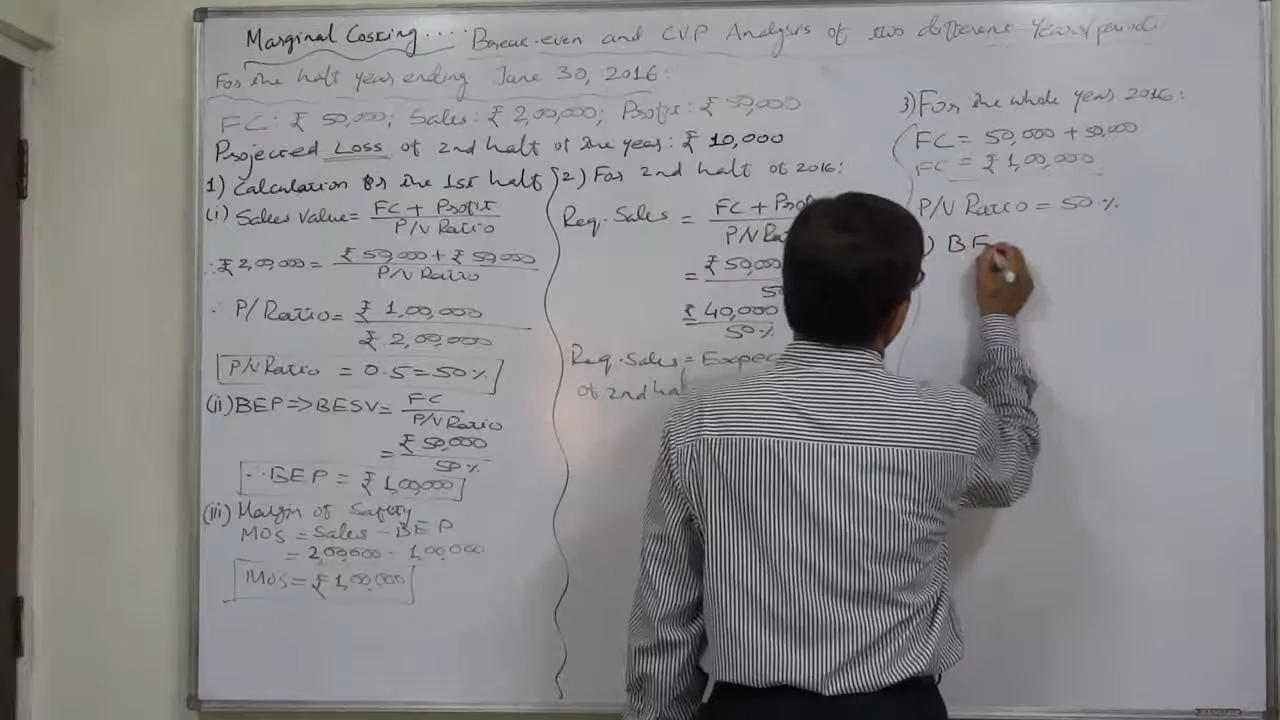 Marginal Costing.... Break-even and CVP Analysis of two different Years/period
For the half year ending June 30, 2016:
FC: ₹ 50,000; Sales: ₹ 2,00,000; Profit: ₹ 50,000
Projected Loss of 2nd half of the year: ₹ 10,000
1) Calculation for the 1st half
(i) Sales Value = FC + Profit
P/V Ratio
∴ ₹ 2,00,000 = ₹ 50,000 + ₹ 50,000
P/V Ratio
∴ P/Ratio = ₹ 1,00,000
₹ 2,00,000
P/V Ratio = 0.5 = 50%
(ii) BEP => BESV = FC
P/V Ratio
= ₹ 50,000
50%
∴ BEP = ₹ 1,00,000
(iii) Margin of Safety
MOS = Sales - BEP
= 2,00,000 - 1,00,000
MOS = ₹ 1,00,000
2) For 2nd half of 2016:
Req. Sales = FC + Prof
P/V Rat
= ₹ 50,000
50
₹ 40,000
50%
Req. Sales = Expec
of 2nd hal
3) For the whole year 2016:
FC = 50,000 + 50,000
FC = ₹ 1,00,000
P/V Ratio = 50%
) BE